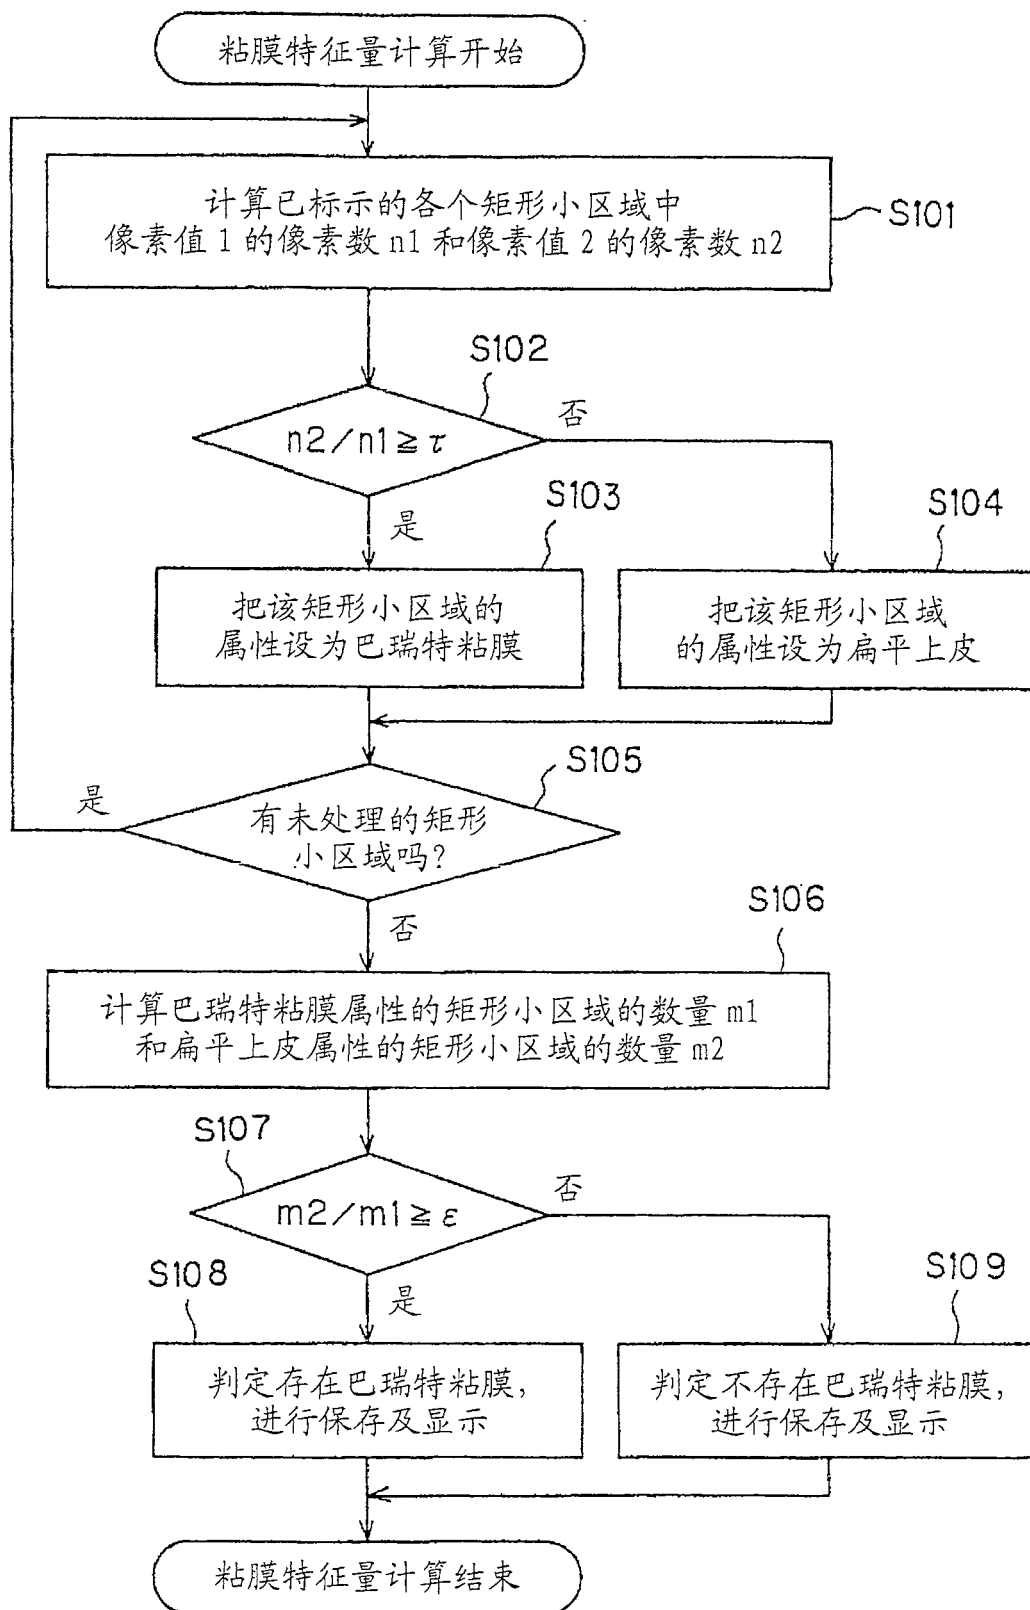 粘膜特征量计算开始
计算已标示的各个矩形小区域中
像素值1的像素数n1和像素值2的像素数n2
S101
S102
n2/n1≧τ
否
是
S103
把该矩形小区域的
属性设为巴瑞特粘膜
S104
把该矩形小区域
的属性设为扁平上皮
S105
是
有未处理的矩形
小区域吗?
否
S106
计算巴瑞特粘膜属性的矩形小区域的数量m1
和扁平上皮属性的矩形小区域的数量m2
S107
m2/m1≧ε
否
是
S108
判定存在巴瑞特粘膜,
进行保存及显示
S109
判定不存在巴瑞特粘膜,
进行保存及显示
粘膜特征量计算结束